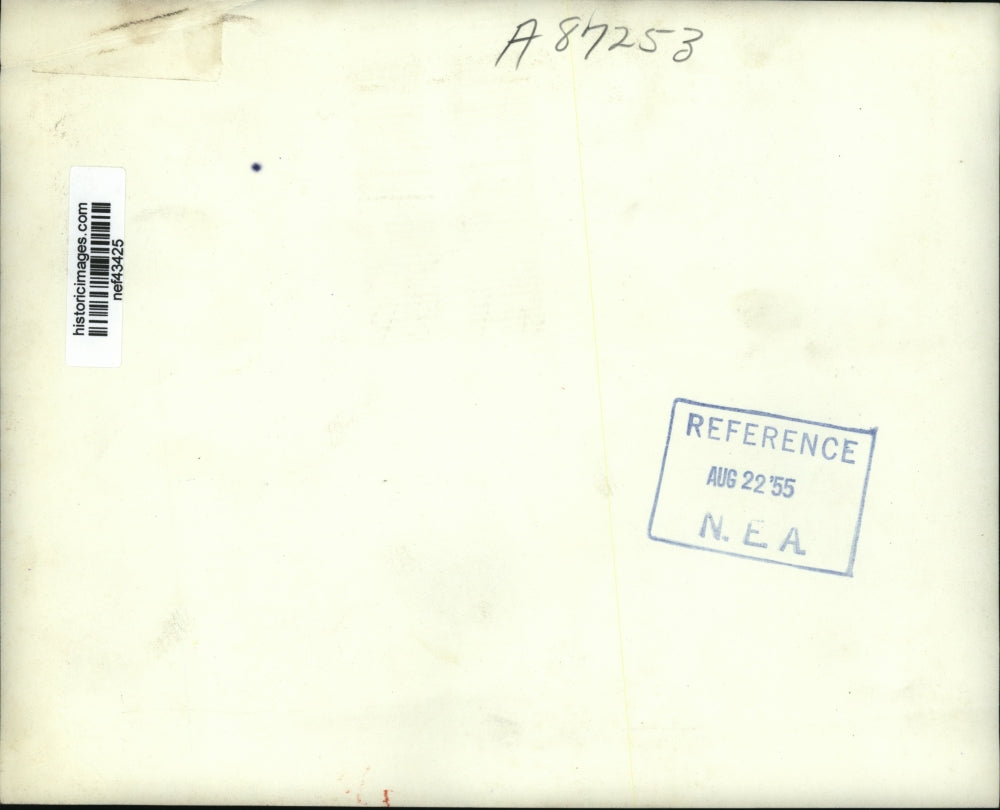 A 87253
historicimages.com
nef43425
REFERENCE
AUG 22 '55
N. E. A.